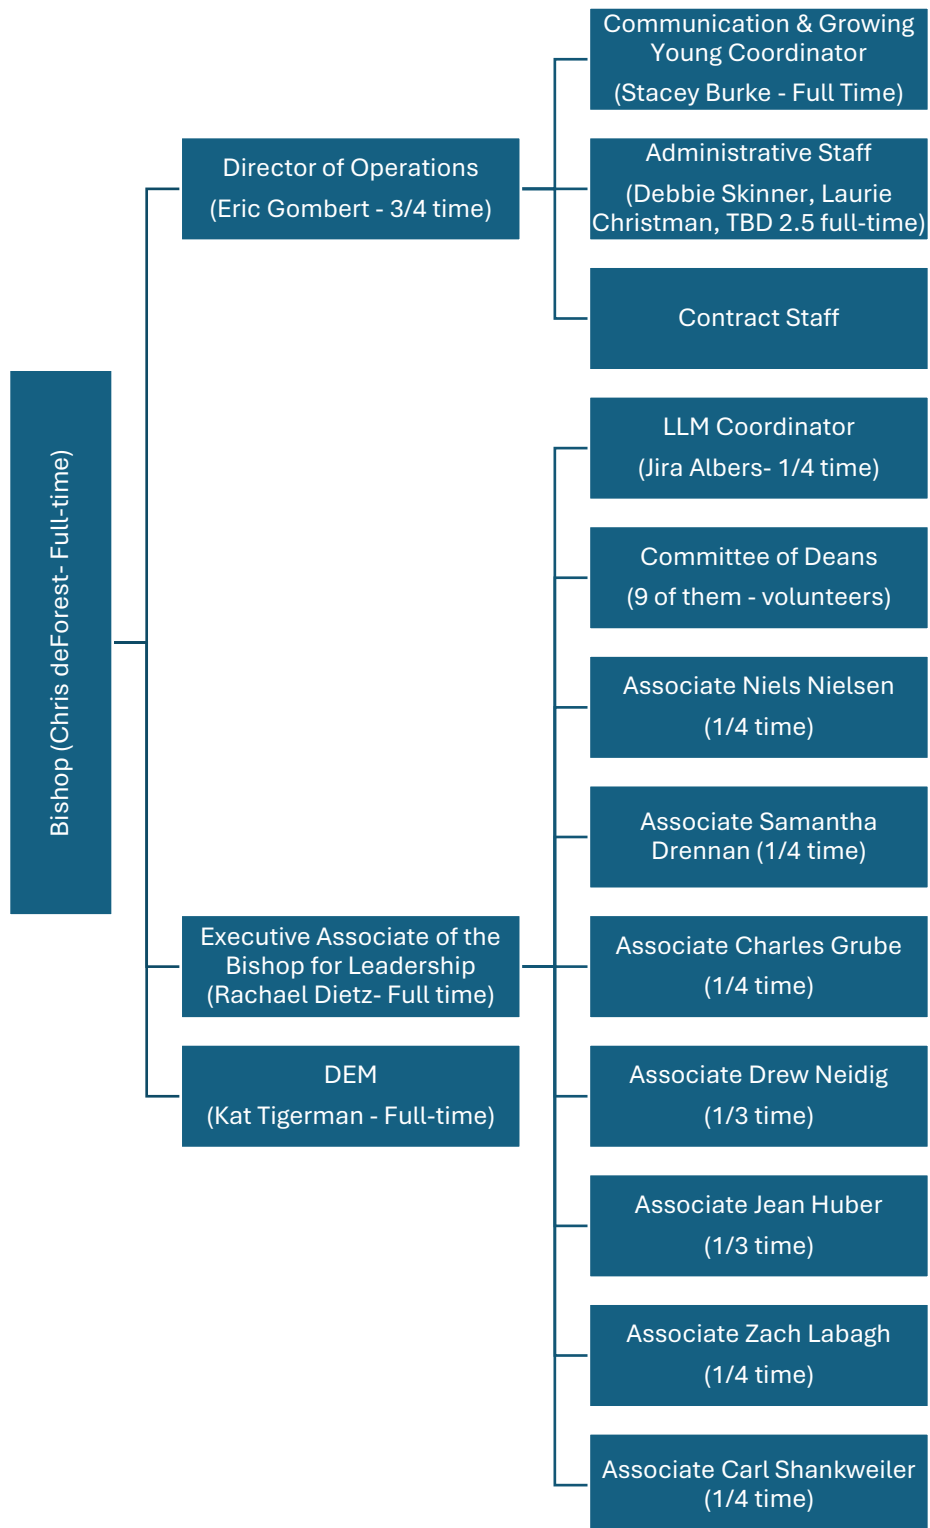 Communication & Growing
Young Coordinator
(Stacey Burke - Full Time)
Director of Operations
(Eric Gombert - 3/4 time)
Administrative Staff
(Debbie Skinner, Laurie
Christman, TBD 2.5 full-time)
Contract Staff
Bishop (Chris deForest- Full-time)
LLM Coordinator
(Jira Albers- 1/4 time)
Committee of Deans
(9 of them - volunteers)
Associate Niels Nielsen
(1/4 time)
Associate Samantha
Drennan (1/4 time)
Executive Associate of the
Bishop for Leadership
(Rachael Dietz- Full time)
Associate Charles Grube
(1/4 time)
DEM
(Kat Tigerman - Full-time)
Associate Drew Neidig
(1/3 time)
Associate Jean Huber
(1/3 time)
Associate Zach Labagh
(1/4 time)
Associate Carl Shankweiler
(1/4 time)